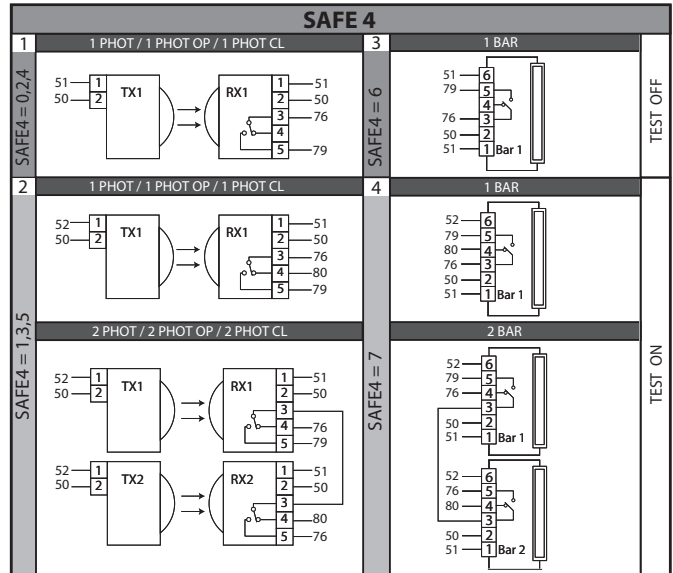 SAFE 4
1 1 PHOT / 1 PHOT OP / 1 PHOT CL
SAFE4 = 0,2,4
51 1 TX1 RX1 1 51
50 2 2 50
3 76
4
5 79
3 1 BAR
SAFE4 = 6
51 6
79 5
4
76 3
50 2
51 1 Bar 1
TEST OFF
2 1 PHOT / 1 PHOT OP / 1 PHOT CL
SAFE4 = 1,3,5
52 1 TX1 RX1 1 51
50 2 2 50
3 76
4 80
5 79
2 PHOT / 2 PHOT OP / 2 PHOT CL
52 1 TX1 RX1 1 51
50 2 2 50
3
4 76
5 79
52 1 TX2 RX2 1 51
50 2 2 50
3
4 80
5 76
4 1 BAR
SAFE4 = 7
52 6
79 5
80 4
76 3
50 2
51 1 Bar 1
2 BAR
52 6
79 5
76 4
3
50 2
51 1 Bar 1
52 6
76 5
80 4
3
50 2
51 1 Bar 2
TEST ON